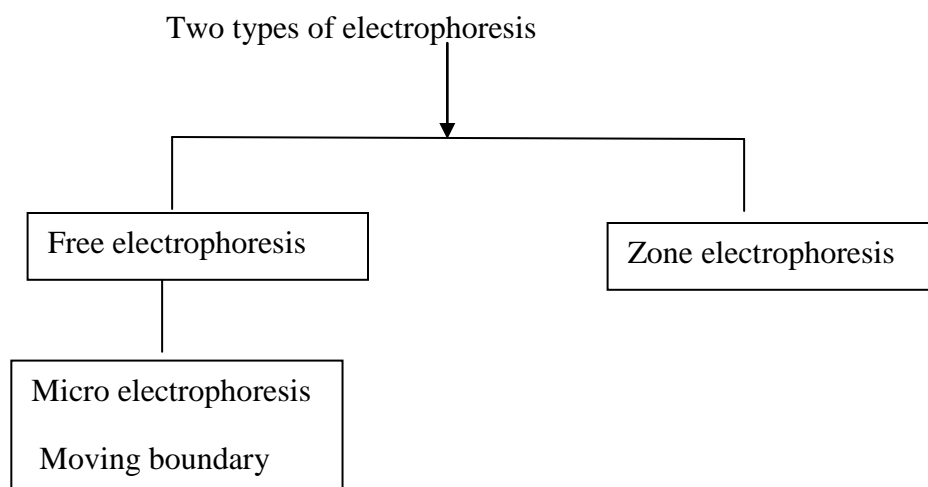 Two types of electrophoresis
Free electrophoresis
Zone electrophoresis
Micro electrophoresis
Moving boundary